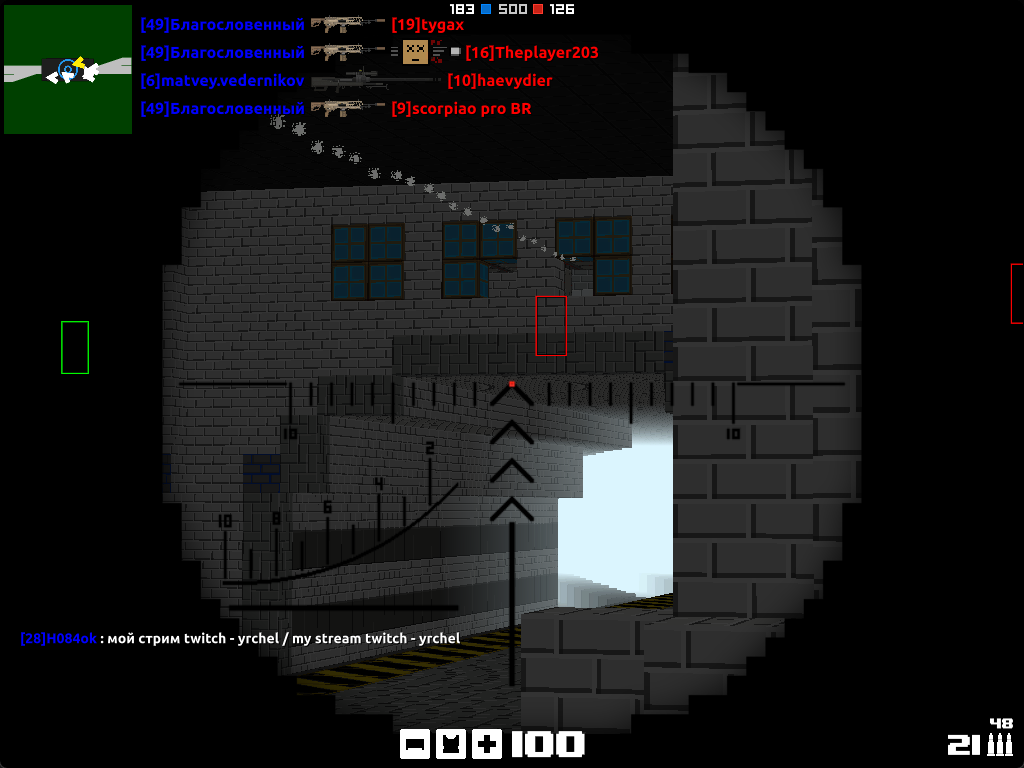 183 500 126
[49]Благословенный [19]tygax
[49]Благословенный [16]Theplayer203
[6]matvey.vedernikov [10]haevydier
[49]Благословенный [9]scorpiao pro BR
10 10
2
4
6
8
10
[28]H084ok : мой стрим twitch - yrchel / my stream twitch - yrchel
48
100 21